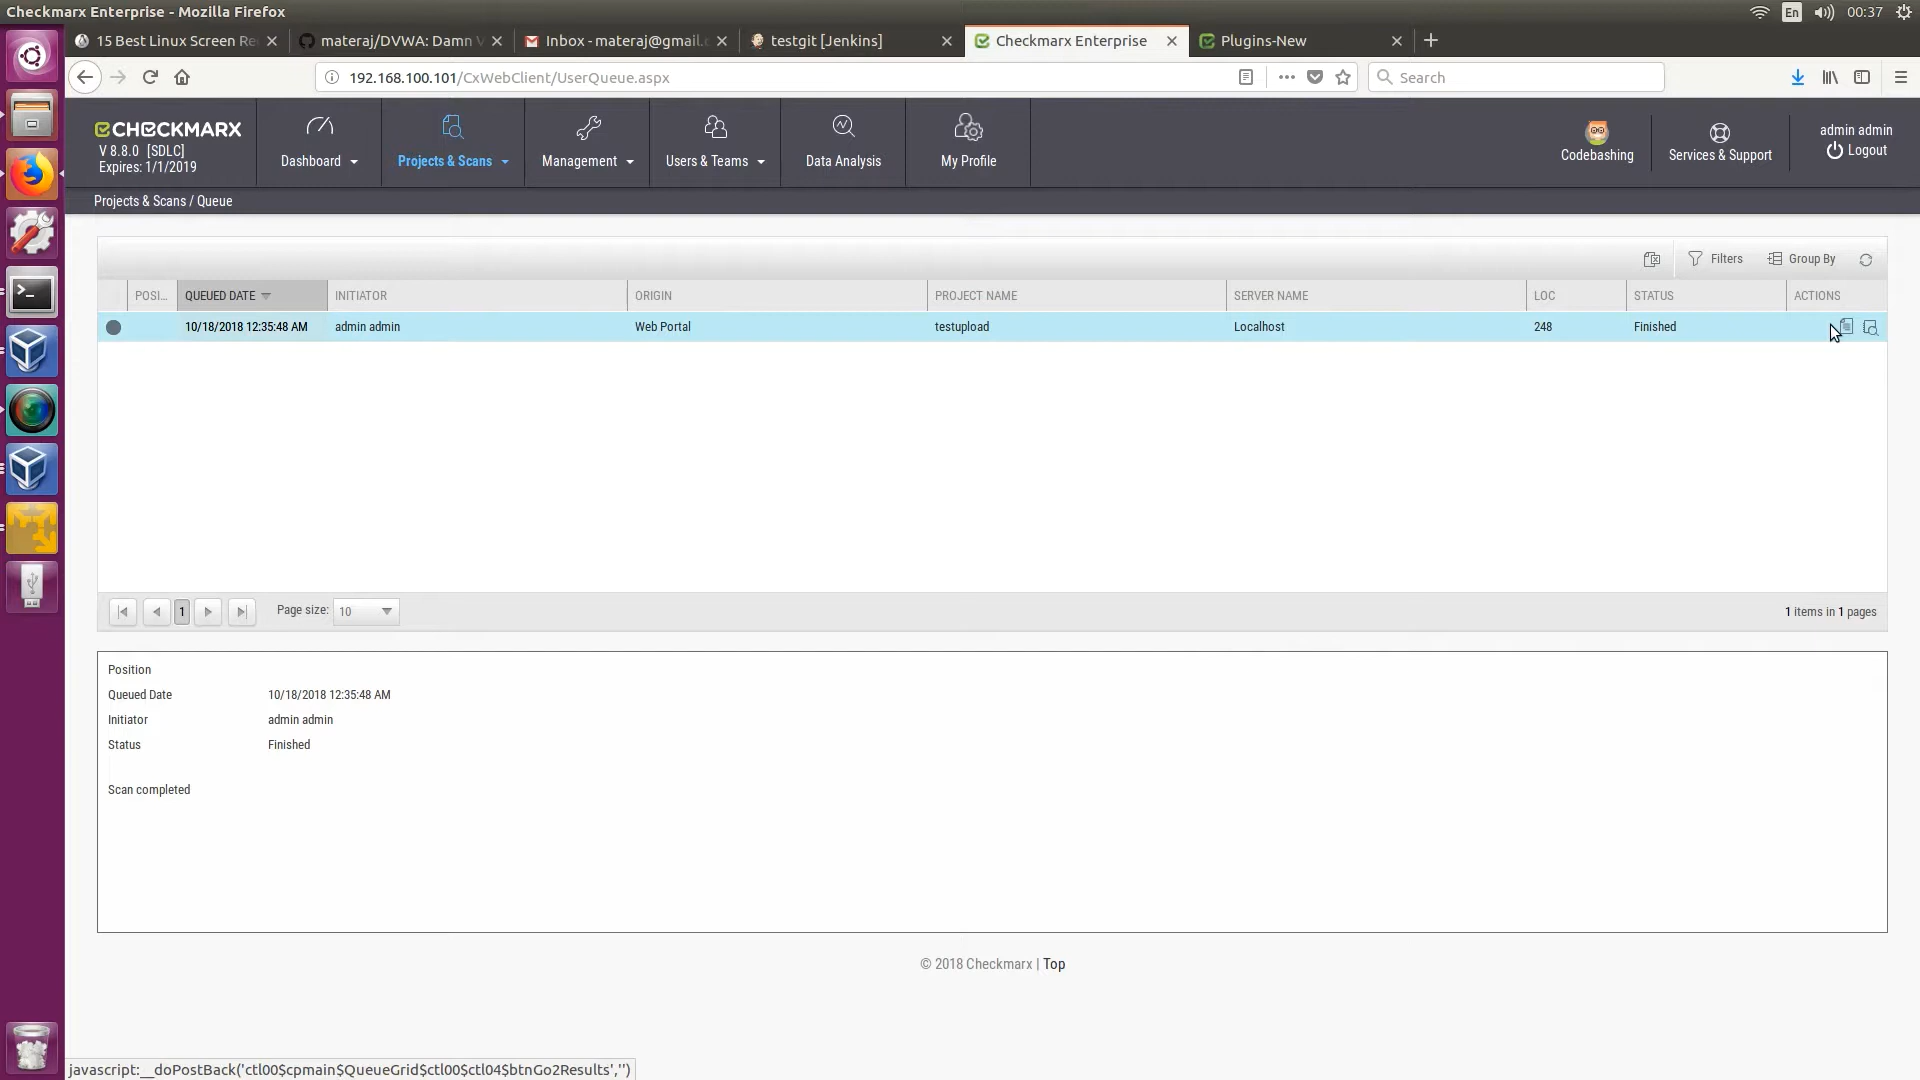 Checkmarx Enterprise - Mozilla Firefox
En
00:37
15 Best Linux Screen Re
materaj/DVWA: Damn V
Inbox - materaj@gmail.c
testgit [Jenkins]
Checkmarx Enterprise
Plugins-New
192.168.100.101/CxWebClient/UserQueue.aspx
Search
CHECKMARX
V 8.8.0 [SDLC]
Expires: 1/1/2019
Dashboard
Projects & Scans
Management
Users & Teams
Data Analysis
My Profile
Codebashing
Services & Support
admin admin
Logout
Projects & Scans / Queue
Filters
Group By
POSI... QUEUED DATE INITIATOR ORIGIN PROJECT NAME SERVER NAME LOC STATUS ACTIONS
10/18/2018 12:35:48 AM admin admin Web Portal testupload Localhost 248 Finished
1
Page size: 10
1 items in 1 pages
Position
Queued Date 10/18/2018 12:35:48 AM
Initiator admin admin
Status Finished
Scan completed
© 2018 Checkmarx | Top
javascript:__doPostBack('ctl00$cpmain$QueueGrid$ctl00$ctl04$btnGo2Results','')